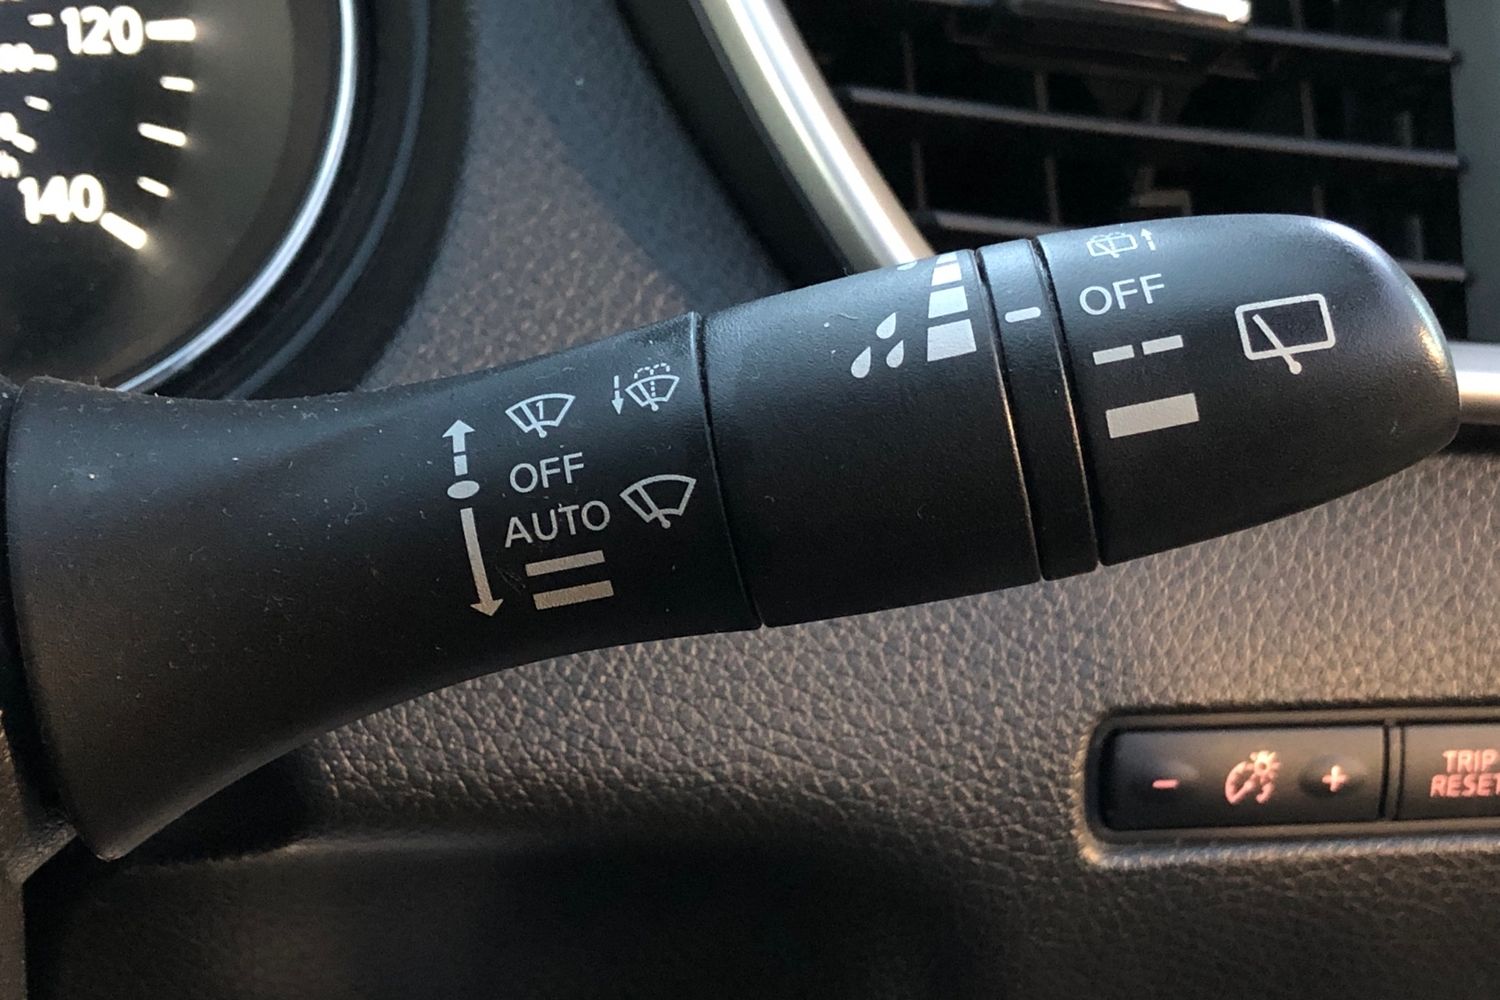 120
140
OFF
OFF
AUTO
- +
TRIP
RESET